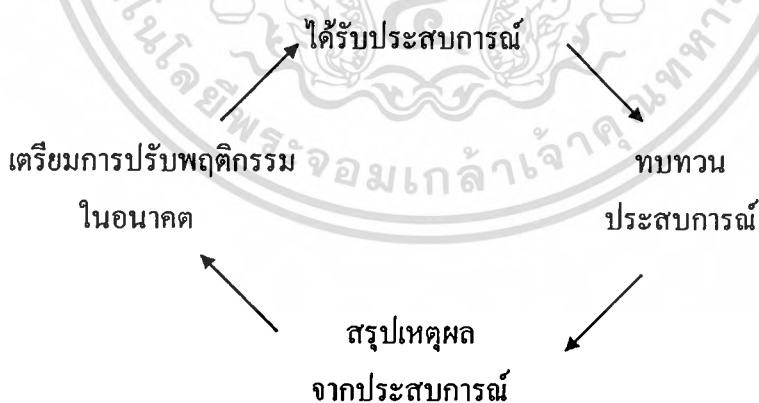 ได้รับประสบการณ์
เตรียมการปรับพฤติกรรม
ในอนาคต
ทบทวน
ประสบการณ์
สรุปเหตุผล
จากประสบการณ์